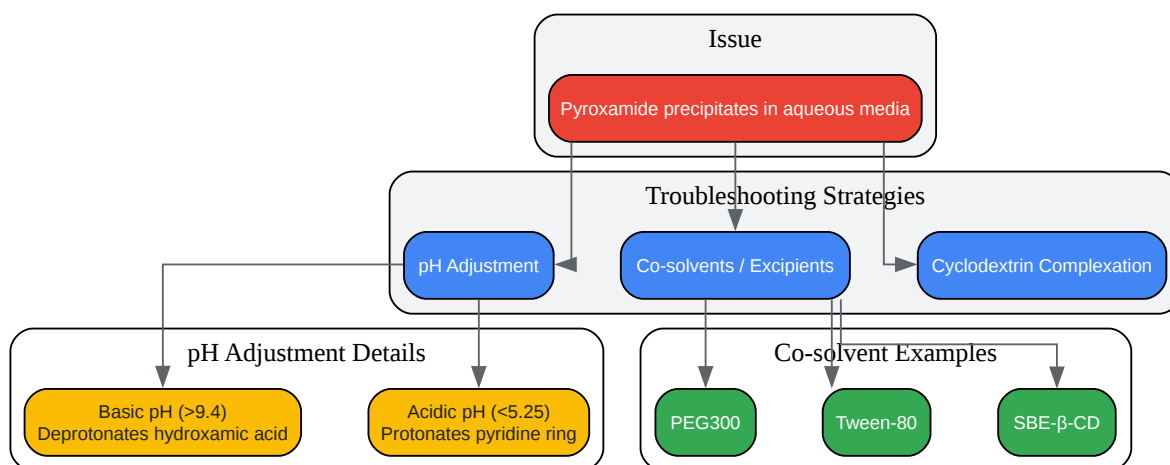 Issue
Pyroxamide precipitates in aqueous media
Troubleshooting Strategies
pH Adjustment
Co-solvents / Excipients
Cyclodextrin Complexation
pH Adjustment Details
Co-solvent Examples
Basic pH (>9.4)
Deprotonates hydroxamic acid
Acidic pH (<5.25)
Protonates pyridine ring
PEG300
Tween-80
SBE-β-CD